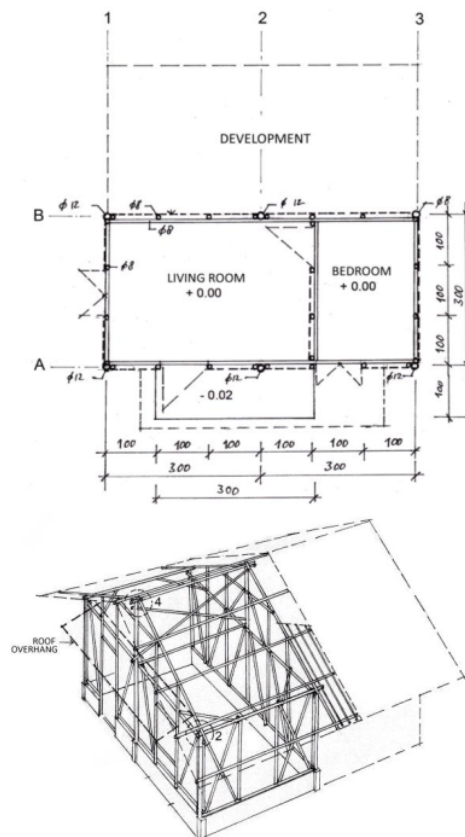 1 2 3
DEVELOPMENT
ϕ12 ϕ8 ϕ12 ϕ8
B
ϕ8
ϕ8
LIVING ROOM
+ 0.00
BEDROOM
+ 0.00
100
100
100
300
A
ϕ12 ϕ12 ϕ12
- 0.02
100
100 100 100 100 100 100
300 300
300
4
ROOF
OVERHANG
2